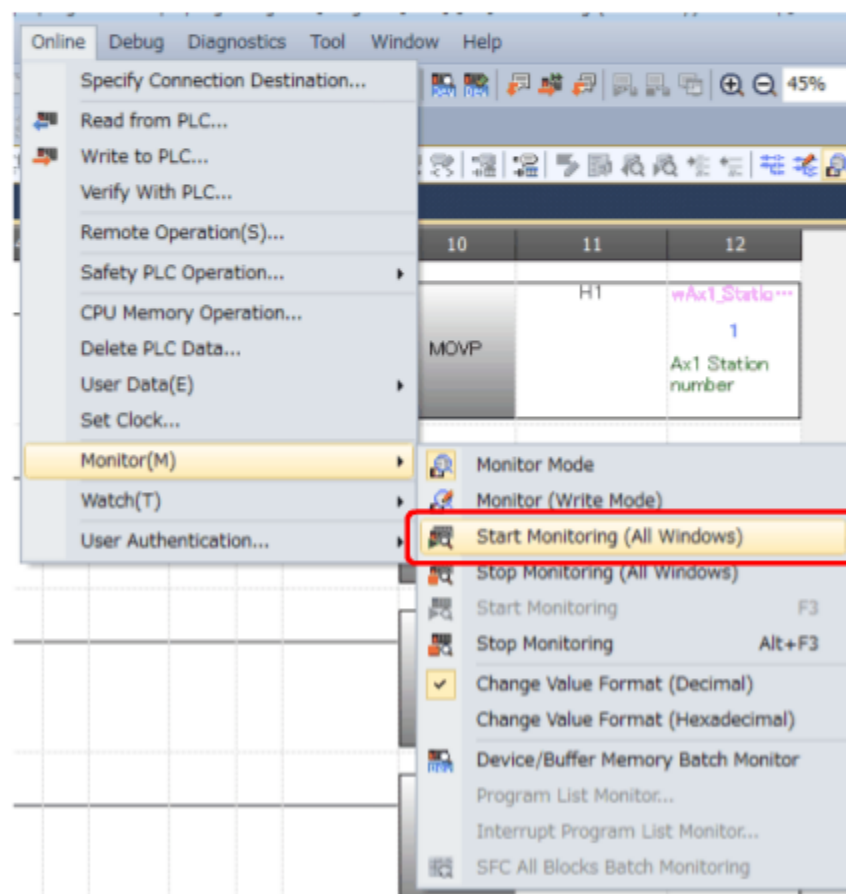 Online Debug Diagnostics Tool Window Help
Specify Connection Destination...
45%
Read from PLC...
Write to PLC...
Verify With PLC...
Remote Operation(S)...
10 11 12
Safety PLC Operation...
H1 wAx1_Statio…
CPU Memory Operation...
1
Delete PLC Data...
MOVP
Ax1 Station
number
User Data(E)
Set Clock...
Monitor(M)
Monitor Mode
Watch(T)
Monitor (Write Mode)
User Authentication...
Start Monitoring (All Windows)
Stop Monitoring (All Windows)
Start Monitoring F3
Stop Monitoring Alt+F3
Change Value Format (Decimal)
Change Value Format (Hexadecimal)
Device/Buffer Memory Batch Monitor
Program List Monitor...
Interrupt Program List Monitor...
SFC All Blocks Batch Monitoring